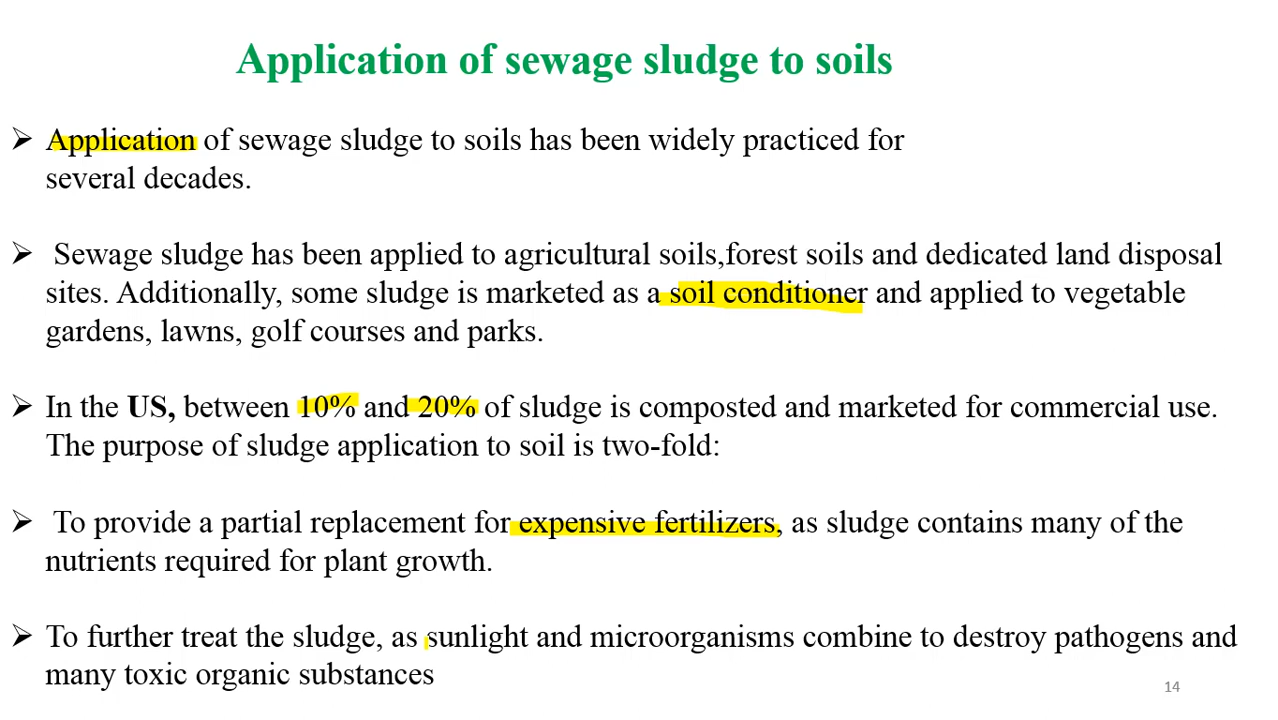 Application of sewage sludge to soils
➢ Application of sewage sludge to soils has been widely practiced for
several decades.
➢ Sewage sludge has been applied to agricultural soils,forest soils and dedicated land disposal
sites. Additionally, some sludge is marketed as a soil conditioner and applied to vegetable
gardens, lawns, golf courses and parks.
➢ In the US, between 10% and 20% of sludge is composted and marketed for commercial use.
The purpose of sludge application to soil is two-fold:
➢ To provide a partial replacement for expensive fertilizers, as sludge contains many of the
nutrients required for plant growth.
➢ To further treat the sludge, as sunlight and microorganisms combine to destroy pathogens and
many toxic organic substances
14